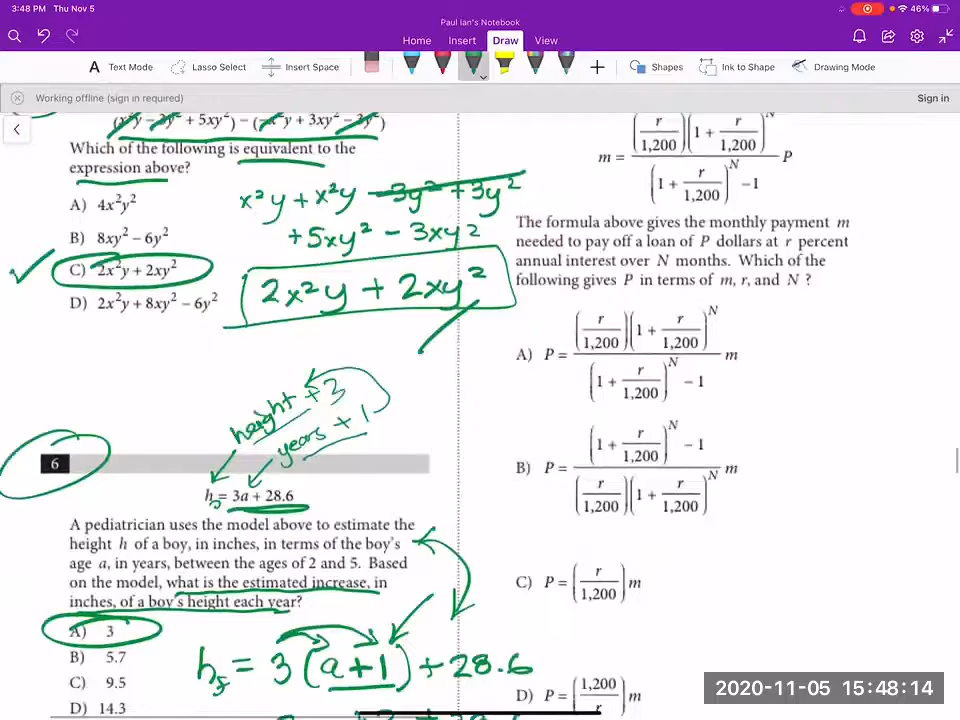 3:48 PM Thu Nov 5
46%
Paul Ian's Notebook
Home Insert Draw View
Text Mode Lasso Select Insert Space Shapes Ink to Shape Drawing Mode
Working offline (sign in required) Sign in
(x²y − 3y² + 5xy²) − (−x²y + 3xy² − 3y²)
Which of the following is equivalent to the
expression above?
A) 4x²y²
B) 8xy² − 6y²
C) 2x²y + 2xy²
D) 2x²y + 8xy² − 6y²
x²y + x²y − 3y² + 3y²
+ 5xy² − 3xy²
2x²y + 2xy²
height + 3
years + 1
6
h = 3a + 28.6
A pediatrician uses the model above to estimate the
height h of a boy, in inches, in terms of the boy's
age a, in years, between the ages of 2 and 5. Based
on the model, what is the estimated increase, in
inches, of a boy's height each year?
A) 3
B) 5.7
C) 9.5
D) 14.3
h = 3 (a + 1) + 28.6
m = (r/1,200)(1 + r/1,200)^N / ((1 + r/1,200)^N − 1) P
The formula above gives the monthly payment m
needed to pay off a loan of P dollars at r percent
annual interest over N months. Which of the
following gives P in terms of m, r, and N ?
A) P = (r/1,200)(1 + r/1,200)^N / ((1 + r/1,200)^N − 1) m
B) P = ((1 + r/1,200)^N − 1) / (r/1,200)(1 + r/1,200)^N m
C) P = (r/1,200) m
D) P = (1,200/r) m
2020-11-05 15:48:14